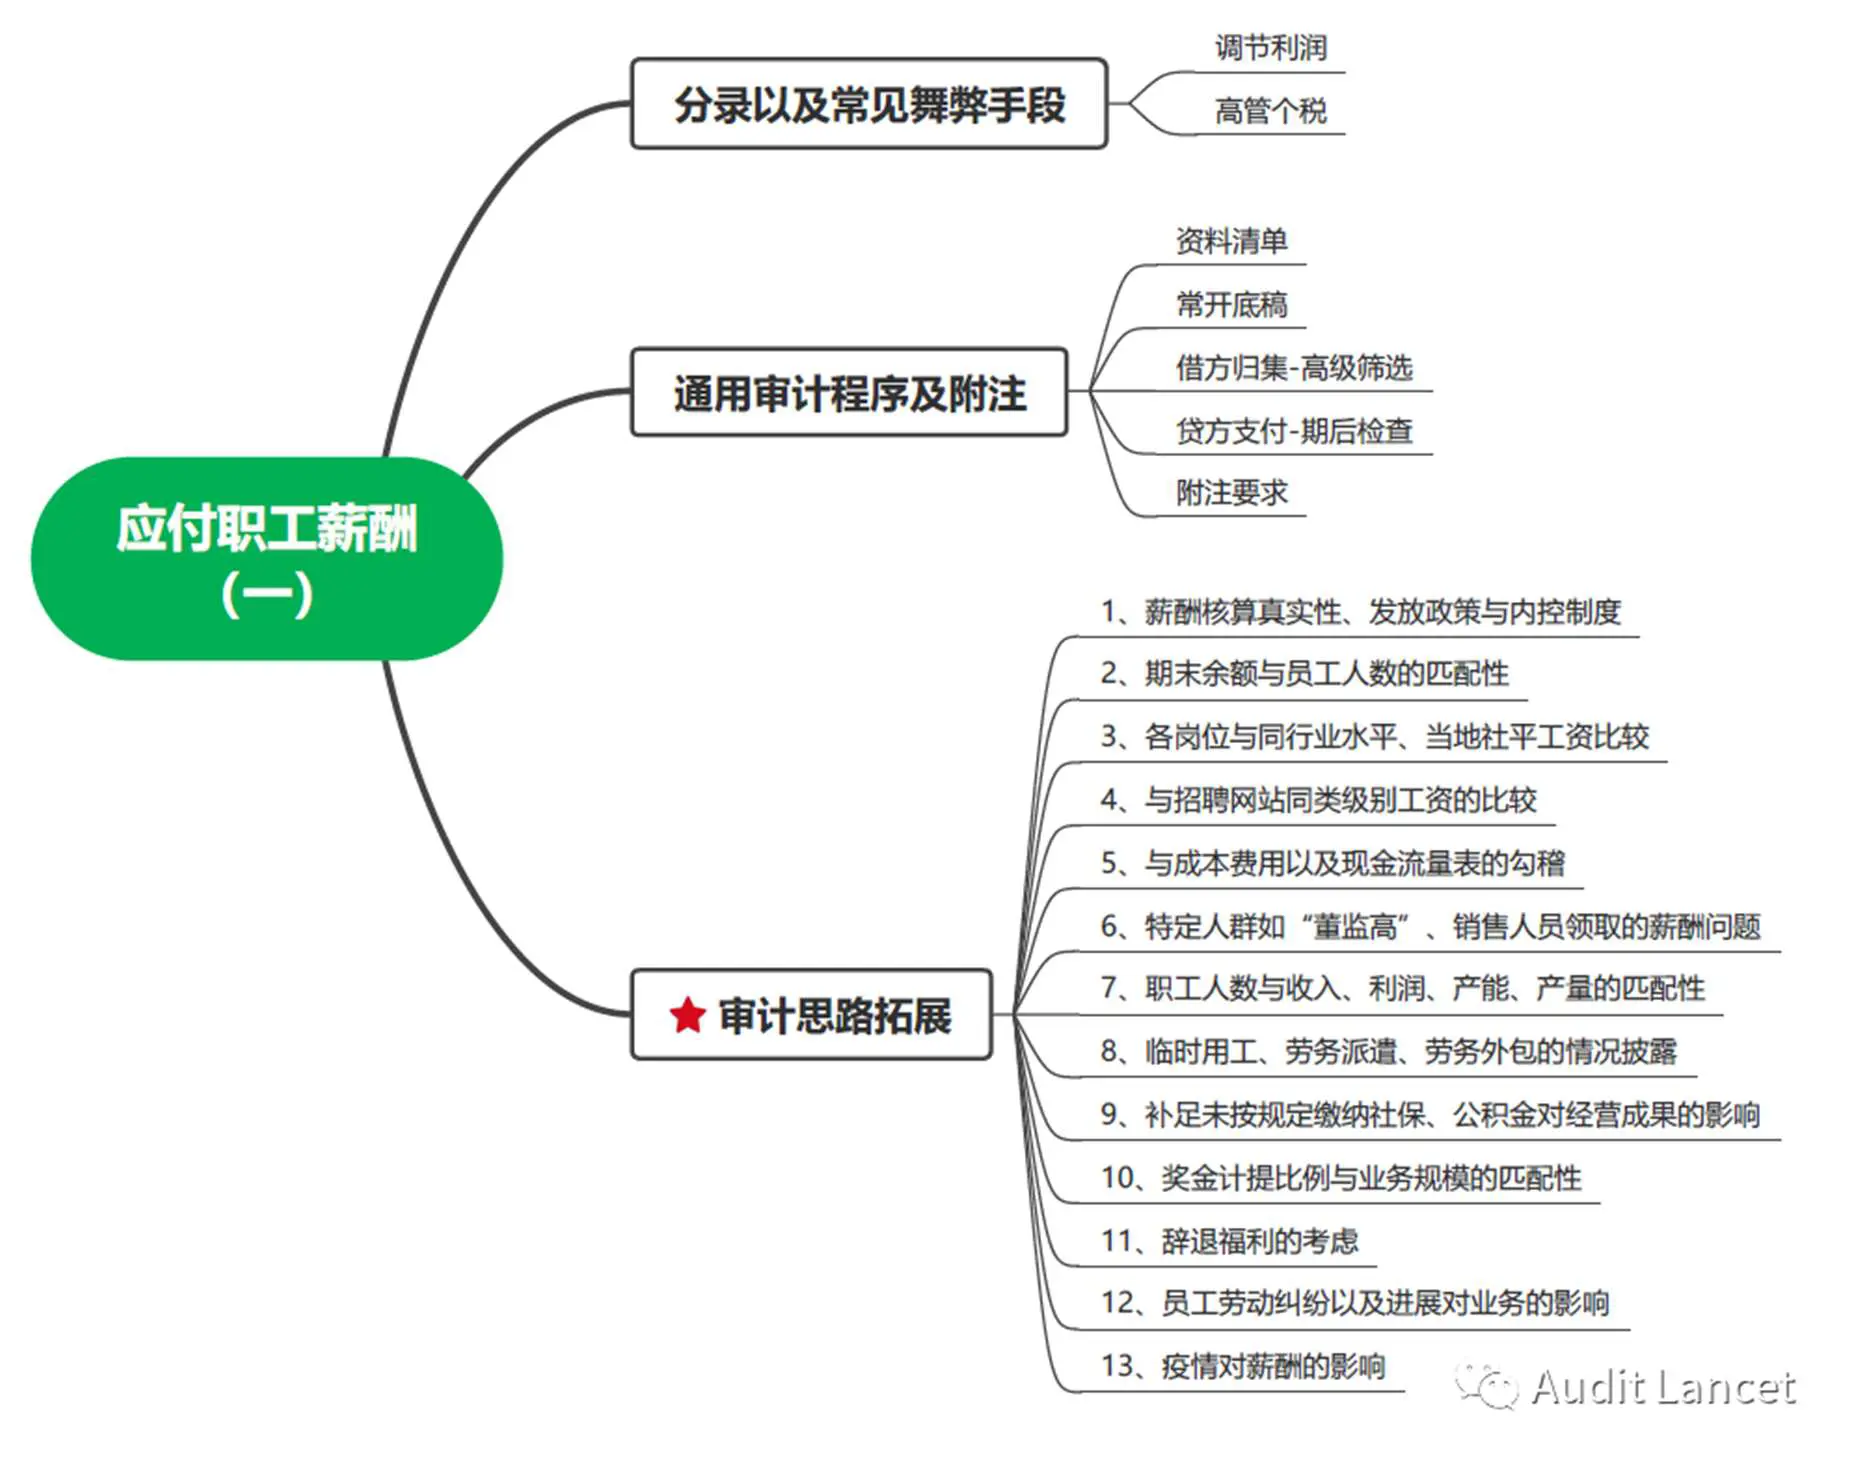 分录以及常见舞弊手段
调节利润
高管个税
通用审计程序及附注
资料清单
常开底稿
借方归集-高级筛选
贷方支付-期后检查
附注要求
应付职工薪酬
（一）
★ 审计思路拓展
1、薪酬核算真实性、发放政策与内控制度
2、期末余额与员工人数的匹配性
3、各岗位与同行业水平、当地社平工资比较
4、与招聘网站同类级别工资的比较
5、与成本费用以及现金流量表的勾稽
6、特定人群如“董监高”、销售人员领取的薪酬问题
7、职工人数与收入、利润、产能、产量的匹配性
8、临时用工、劳务派遣、劳务外包的情况披露
9、补足未按规定缴纳社保、公积金对经营成果的影响
10、奖金计提比例与业务规模的匹配性
11、辞退福利的考虑
12、员工劳动纠纷以及进展对业务的影响
13、疫情对薪酬的影响
Audit Lancet